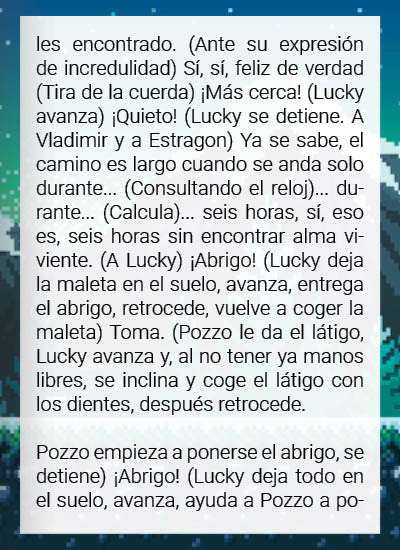 les encontrado. (Ante su expresión
de incredulidad) Sí, sí, feliz de verdad
(Tira de la cuerda) ¡Más cerca! (Lucky
avanza) ¡Quieto! (Lucky se detiene. A
Vladimir y a Estragon) Ya se sabe, el
camino es largo cuando se anda solo
durante... (Consultando el reloj)... du-
rante... (Calcula)... seis horas, sí, eso
es, seis horas sin encontrar alma vi-
viente. (A Lucky) ¡Abrigo! (Lucky deja
la maleta en el suelo, avanza, entrega
el abrigo, retrocede, vuelve a coger la
maleta) Toma. (Pozzo le da el látigo,
Lucky avanza y, al no tener ya manos
libres, se inclina y coge el látigo con
los dientes, después retrocede.
Pozzo empieza a ponerse el abrigo, se
detiene) ¡Abrigo! (Lucky deja todo en
el suelo, avanza, ayuda a Pozzo a po-